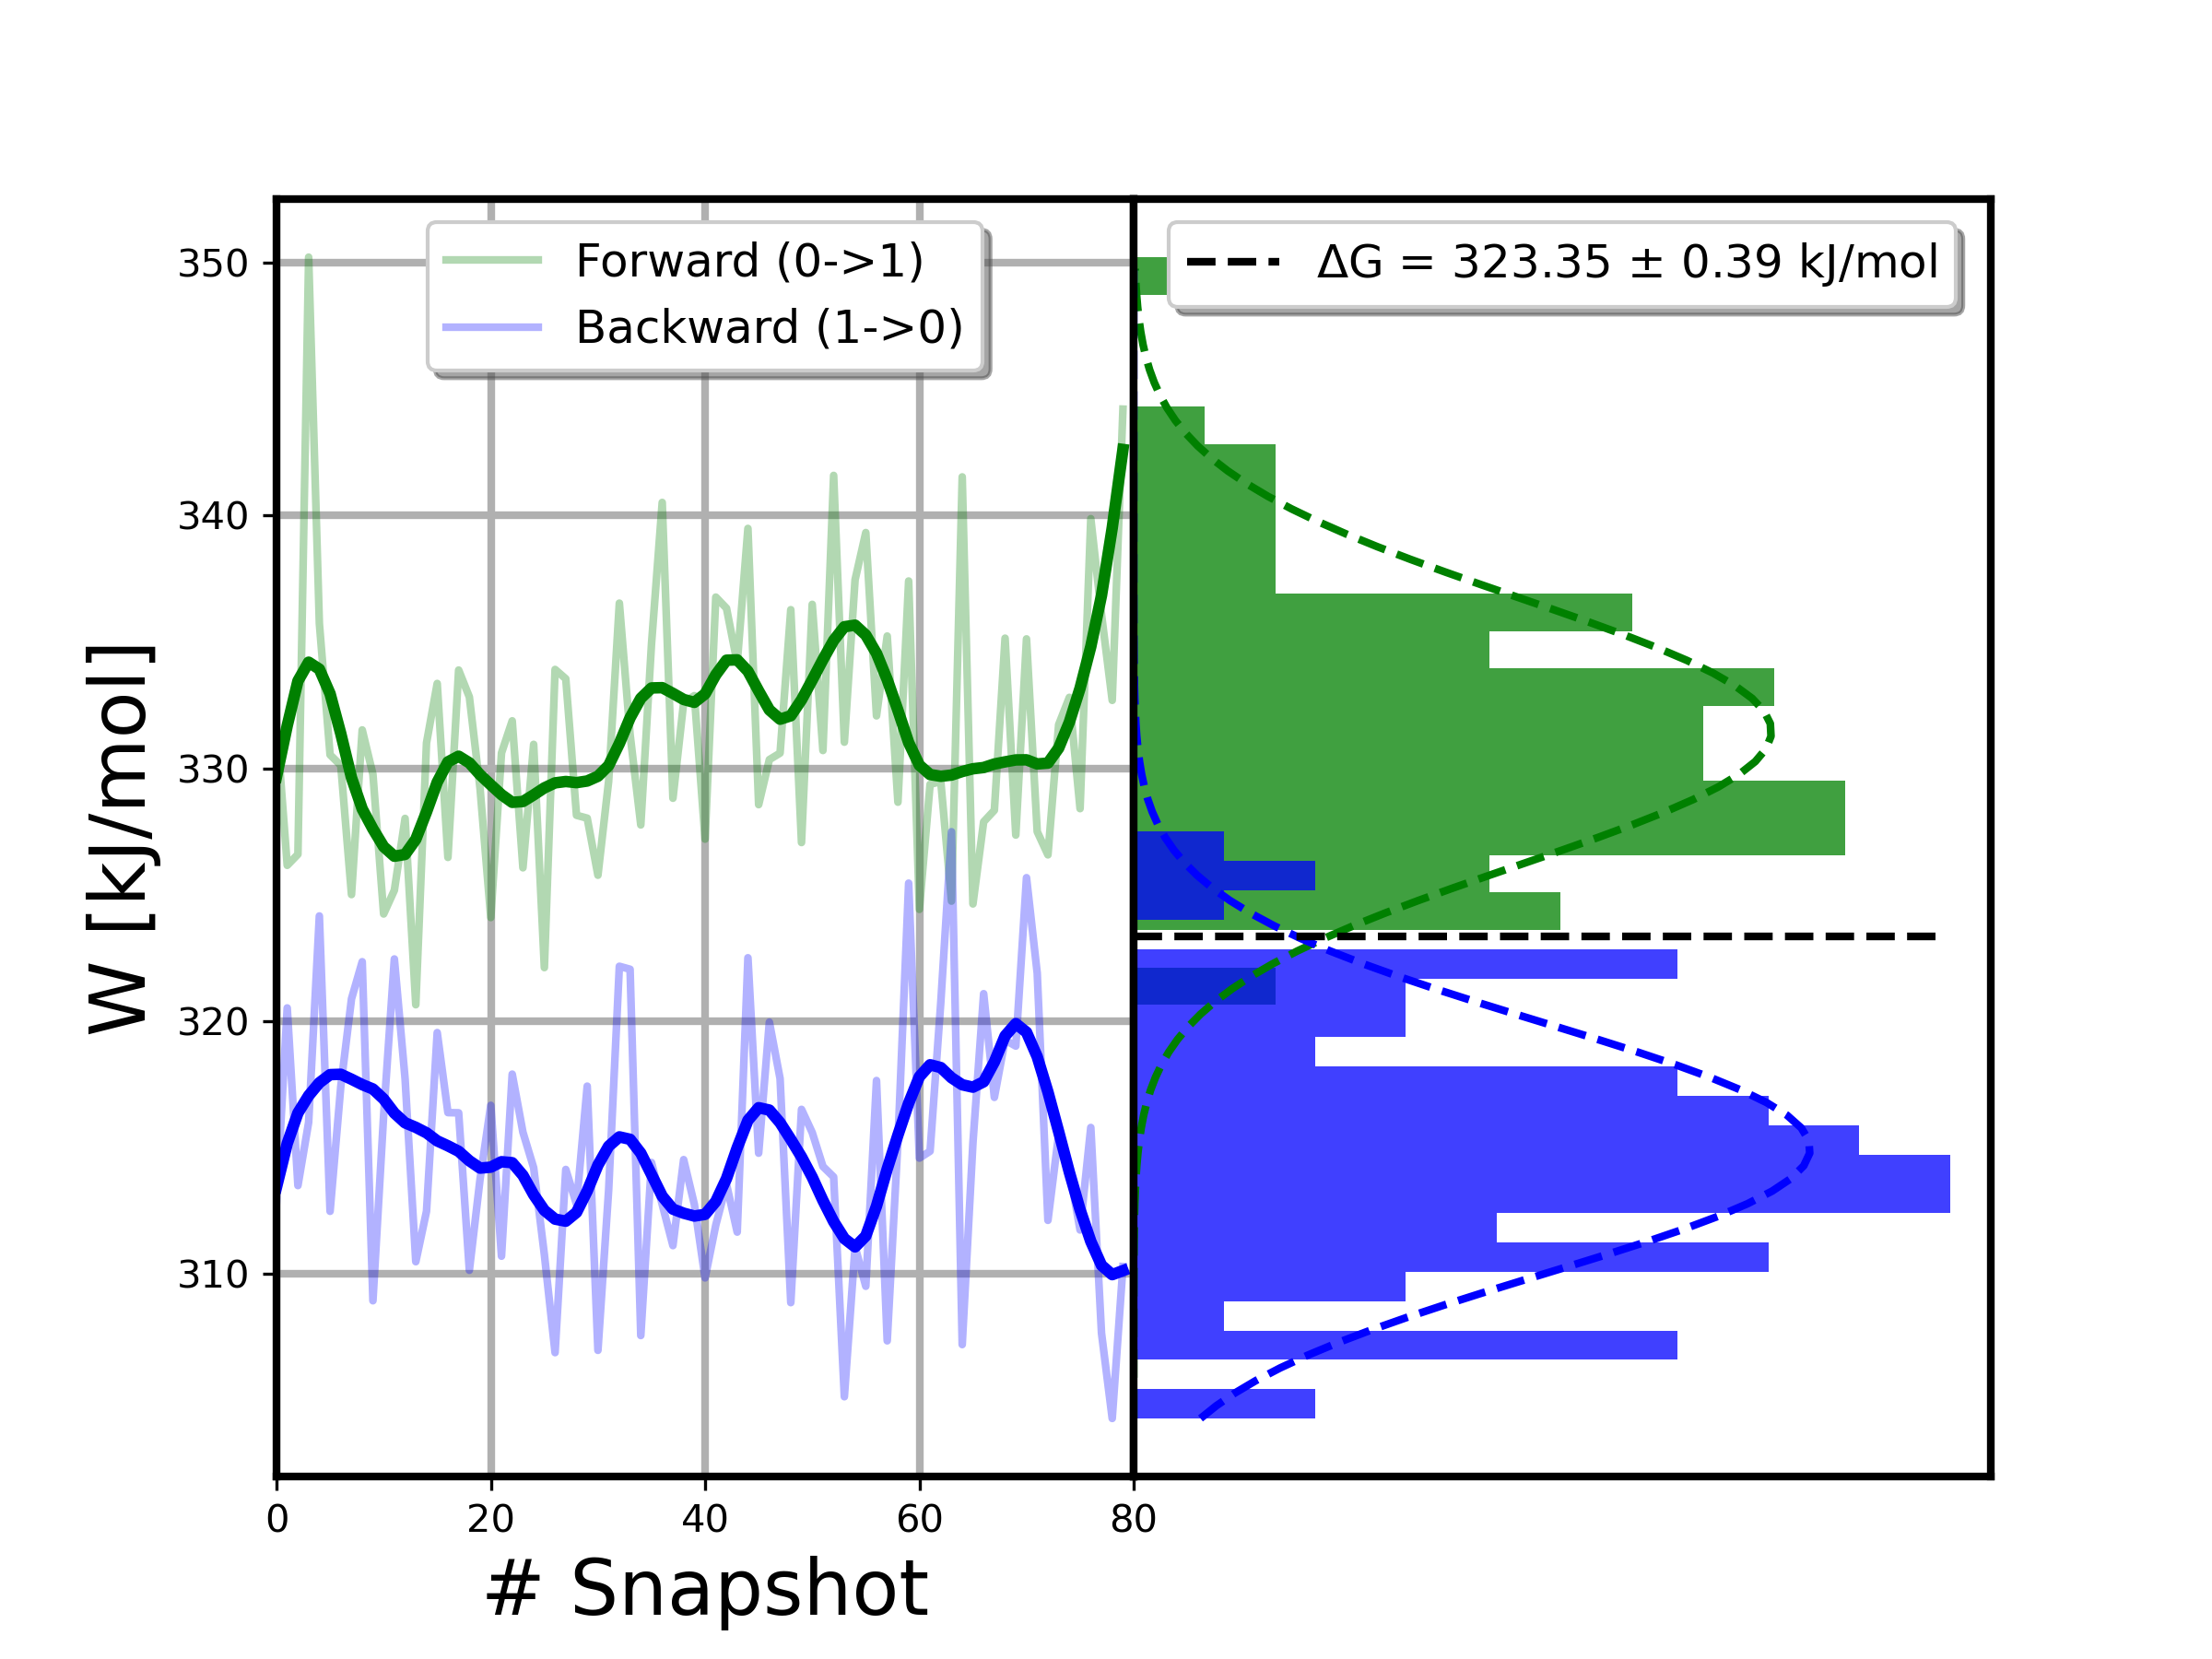 Forward (0->1)
Backward (1->0)
ΔG = 323.35 ± 0.39 kJ/mol
W [kJ/mol]
350
340
330
320
310
0 20 40 60 80
# Snapshot